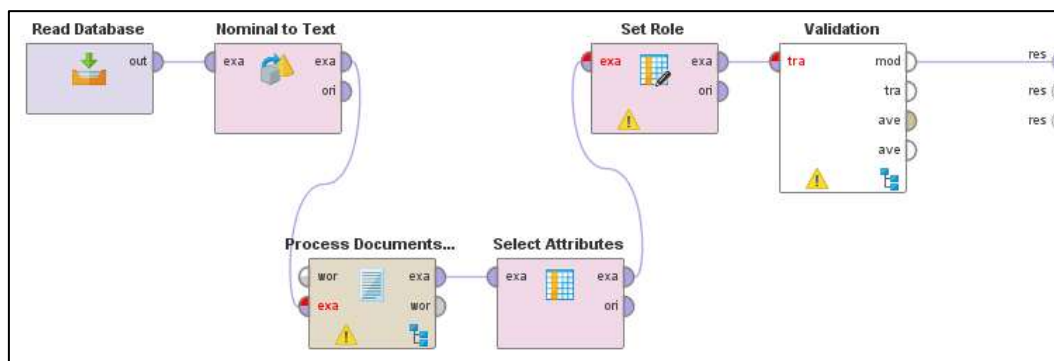 Read Database
out
Nominal to Text
exa
exa
ori
Set Role
exa
exa
ori
Validation
tra
mod
tra
ave
ave
res
res
res
Process Documents...
wor
exa
exa
wor
Select Attributes
exa
exa
ori